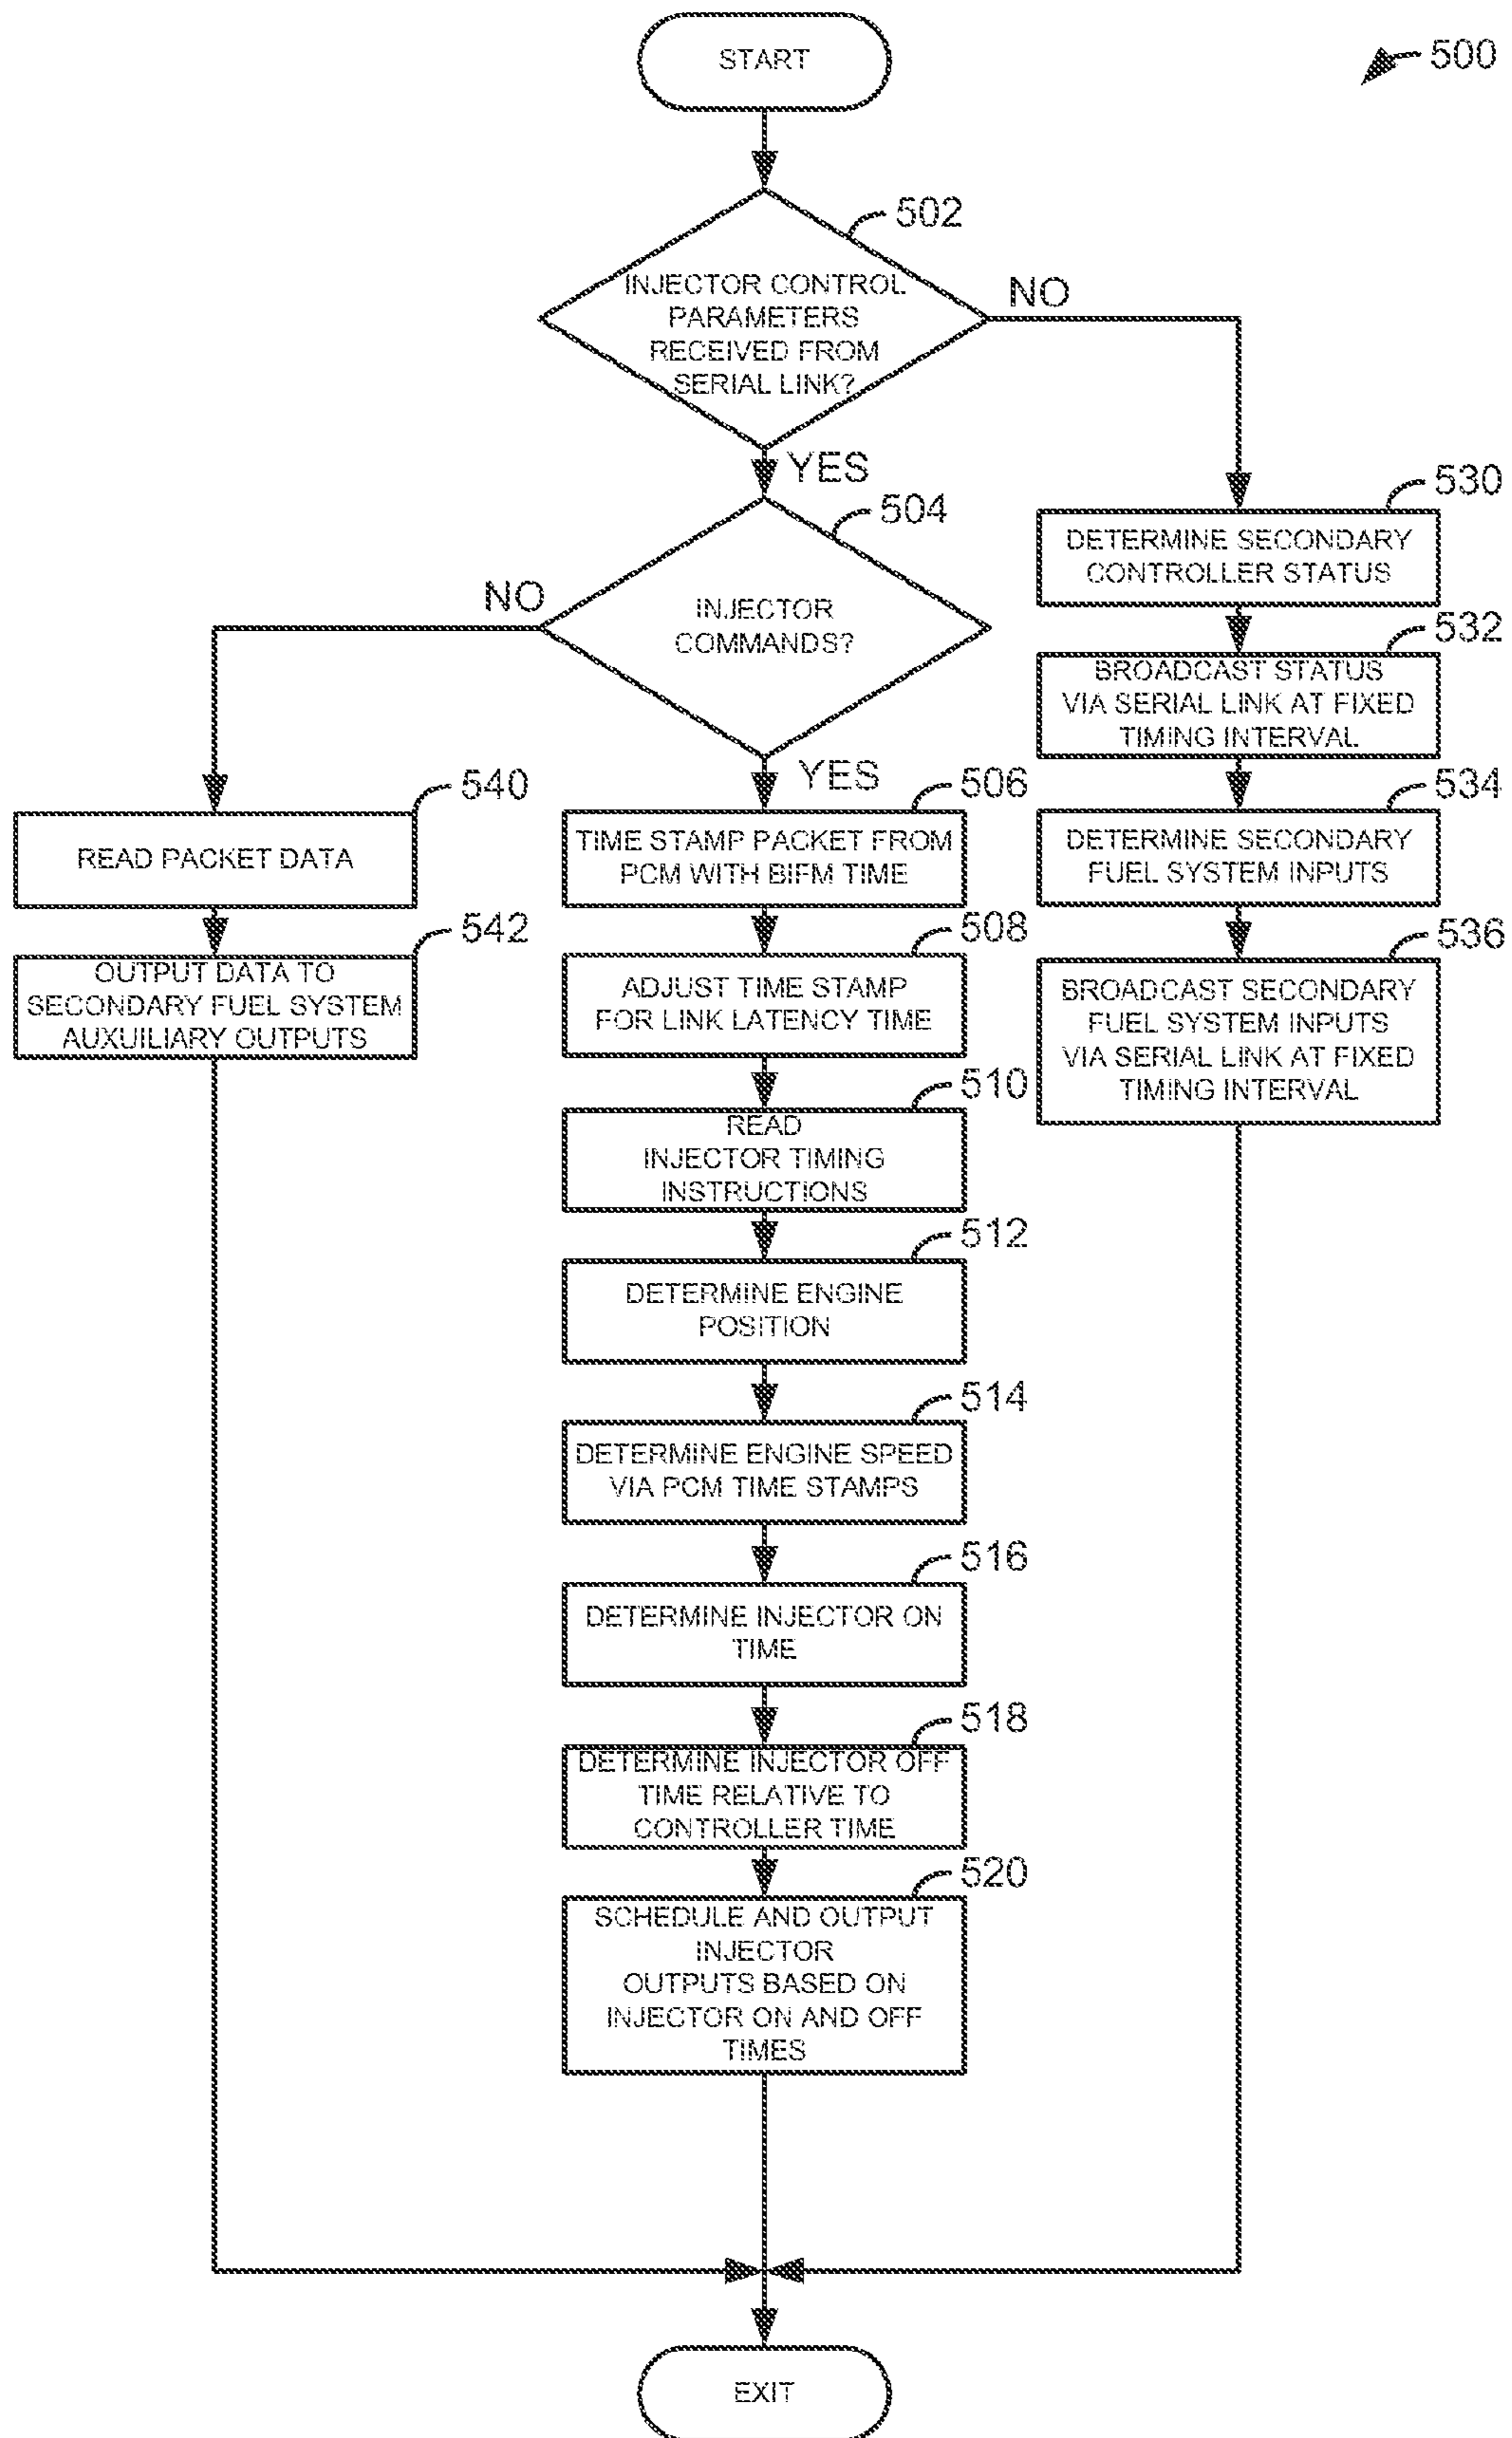 START
500
502
INJECTOR CONTROL
PARAMETERS
RECEIVED FROM
SERIAL LINK?
NO
YES
504
INJECTOR
COMMANDS?
NO
YES
530
DETERMINE SECONDARY
CONTROLLER STATUS
532
BROADCAST STATUS
VIA SERIAL LINK AT FIXED
TIMING INTERVAL
534
DETERMINE SECONDARY
FUEL SYSTEM INPUTS
536
BROADCAST SECONDARY
FUEL SYSTEM INPUTS
VIA SERIAL LINK AT FIXED
TIMING INTERVAL
540
READ PACKET DATA
542
OUTPUT DATA TO
SECONDARY FUEL SYSTEM
AUXUILIARY OUTPUTS
506
TIME STAMP PACKET FROM
PCM WITH BIFM TIME
508
ADJUST TIME STAMP
FOR LINK LATENCY TIME
510
READ
INJECTOR TIMING
INSTRUCTIONS
512
DETERMINE ENGINE
POSITION
514
DETERMINE ENGINE SPEED
VIA PCM TIME STAMPS
516
DETERMINE INJECTOR ON
TIME
518
DETERMINE INJECTOR OFF
TIME RELATIVE TO
CONTROLLER TIME
520
SCHEDULE AND OUTPUT
INJECTOR
OUTPUTS BASED ON
INJECTOR ON AND OFF
TIMES
EXIT